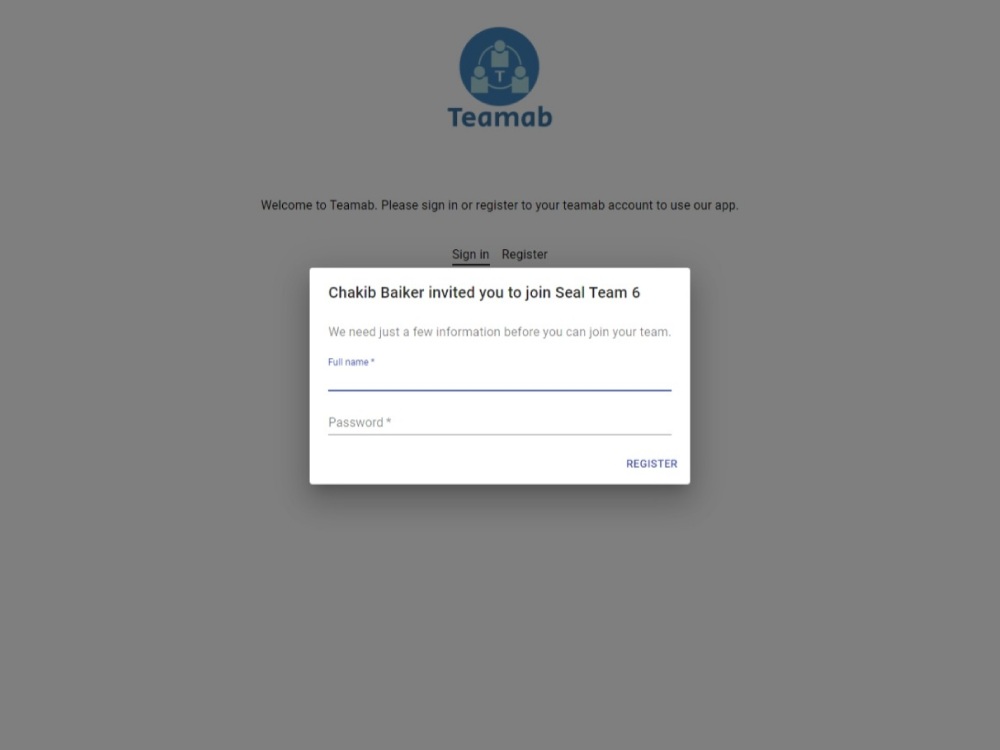 T
Teamab
Welcome to Teamab. Please sign in or register to your teamab account to use our app.
Sign in Register
Chakib Baiker invited you to join Seal Team 6
We need just a few information before you can join your team.
Full name *
Password *
REGISTER